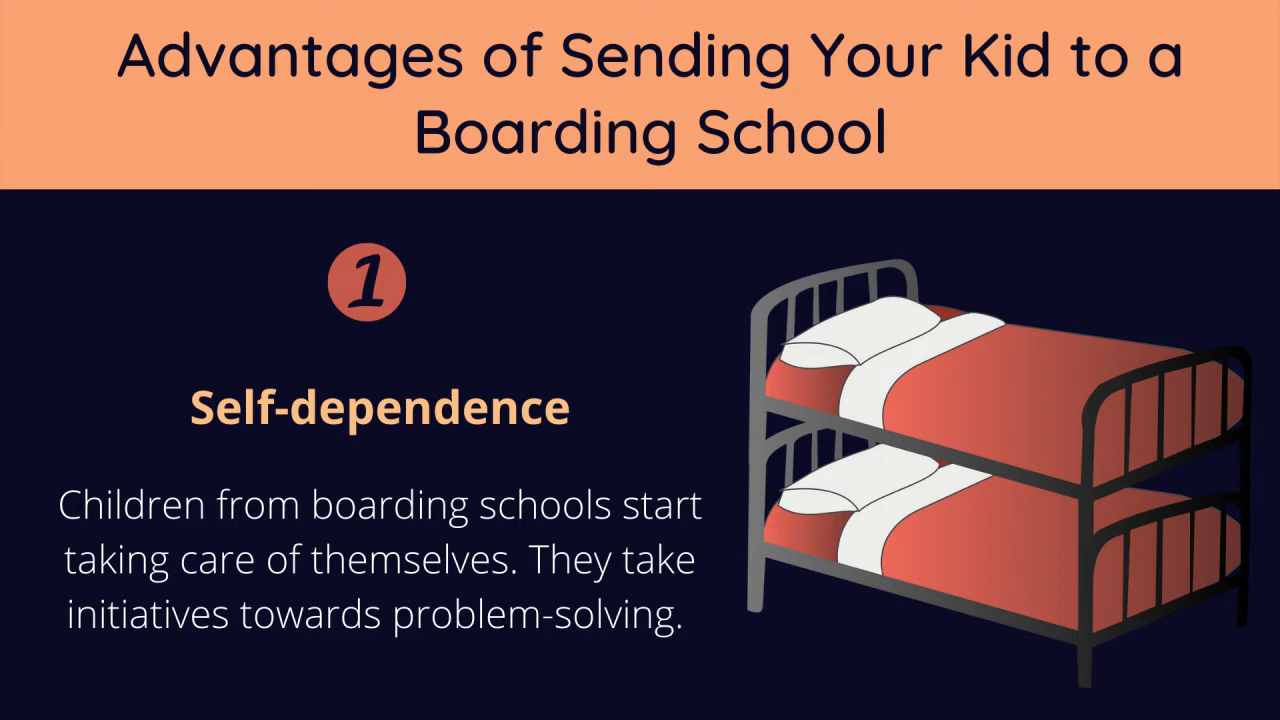 Advantages of Sending Your Kid to a
Boarding School
1
Self-dependence
Children from boarding schools start
taking care of themselves. They take
initiatives towards problem-solving.